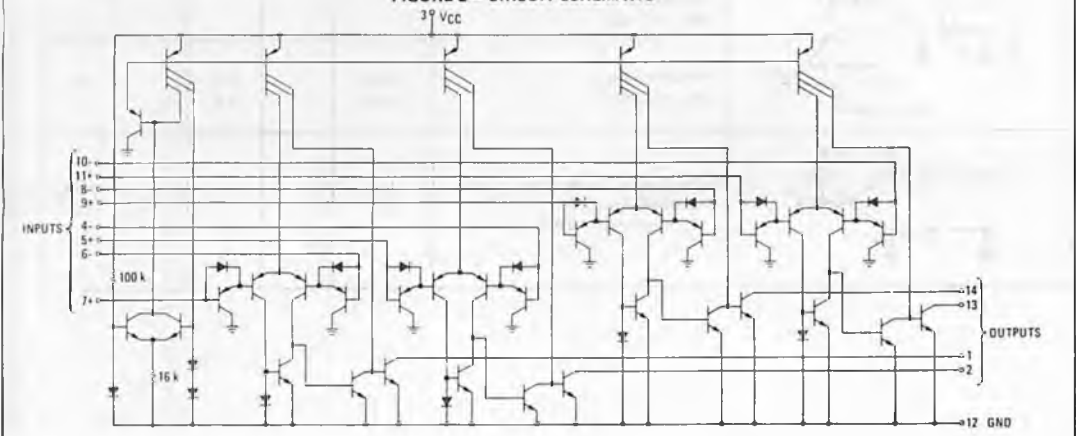 3 VCC
10-
11+
8-
9+
INPUTS
4-
5+
6-
100 k
7+
14
13
OUTPUTS
16 k
1
2
12 GND